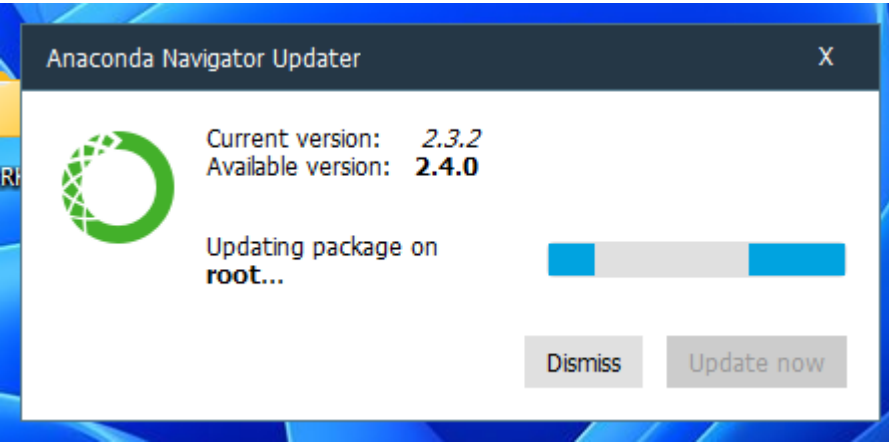 Anaconda Navigator Updater X
Current version: 2.3.2
Available version: 2.4.0
Updating package on
root...
Dismiss Update now